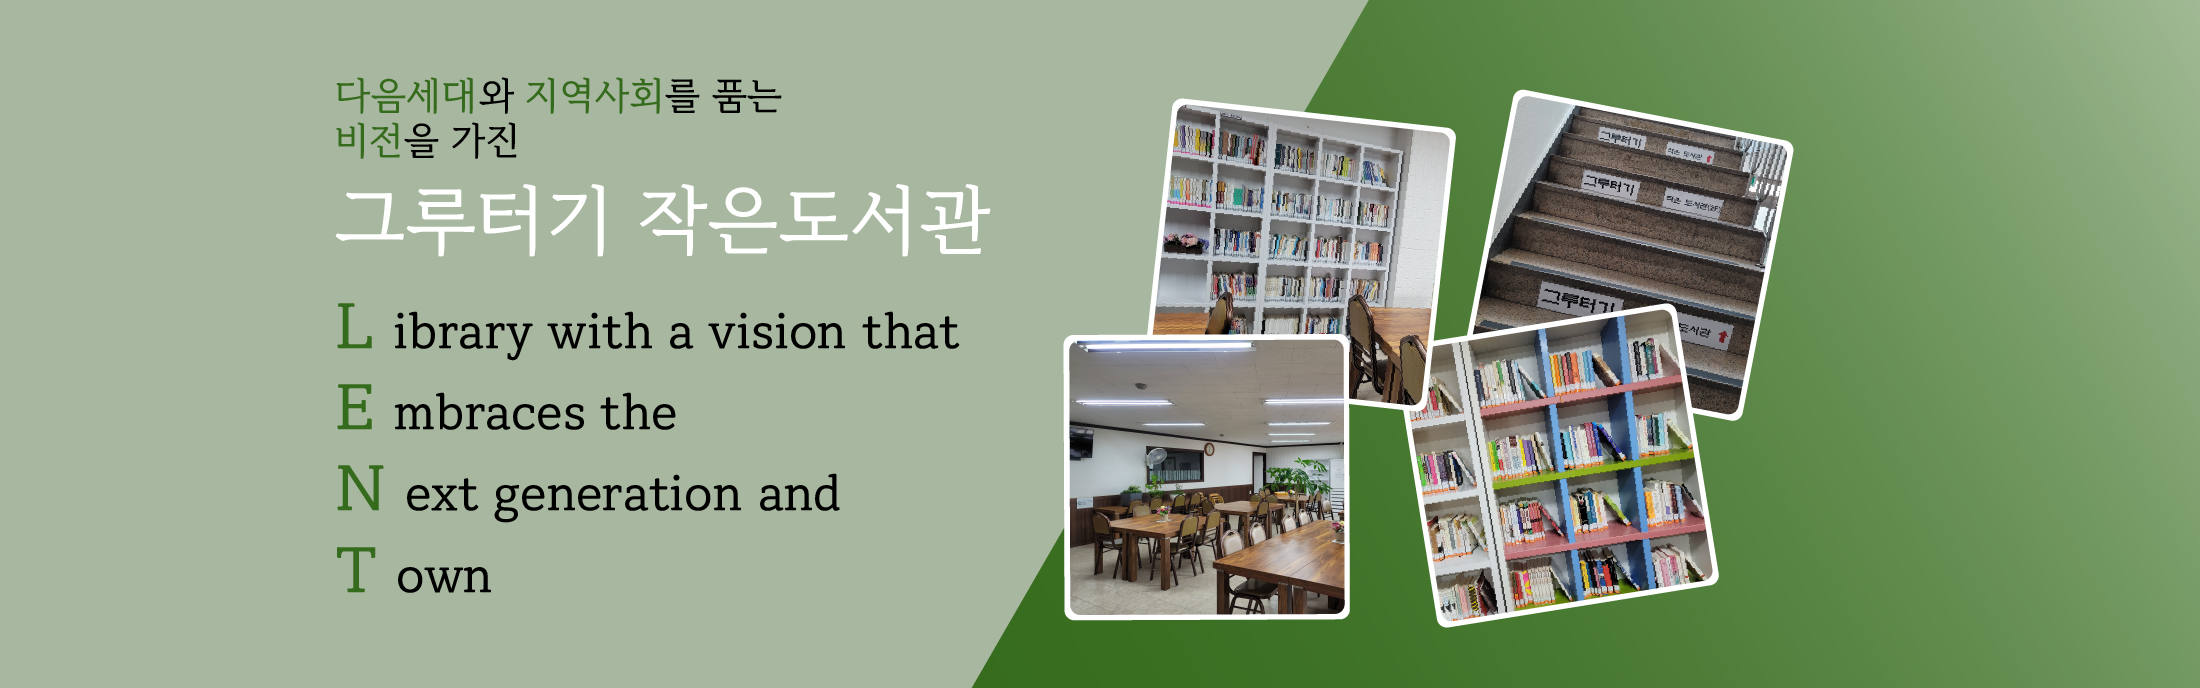 다음세대와 지역사회를 품는
비전을 가진
그루터기 작은도서관
L ibrary with a vision that
E mbraces the
N ext generation and
T own
그루터기
작은 도서관
그루터기
작은 도서관(2F)
그루터기
도서관